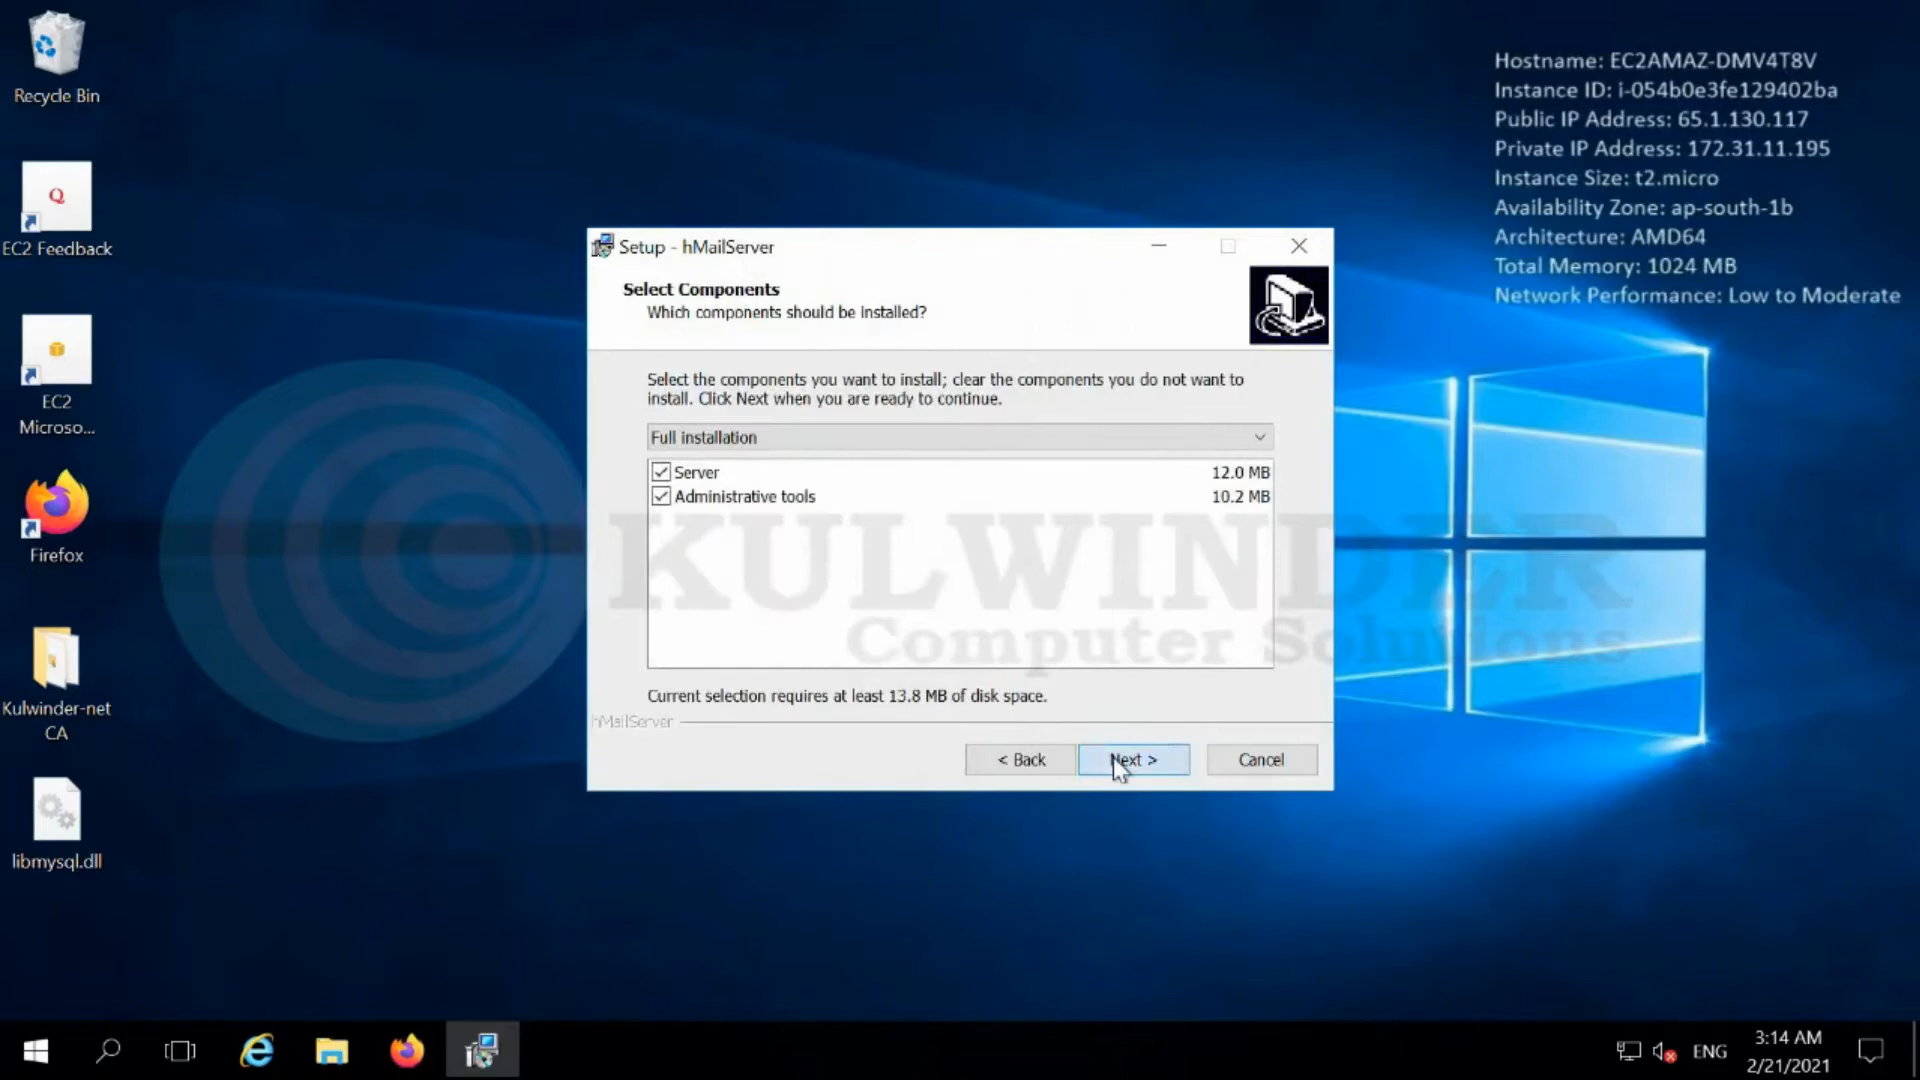 Recycle Bin
EC2 Feedback
EC2
Microso...
Firefox
Kulwinder-net
CA
libmysql.dll
Hostname: EC2AMAZ-DMV4T8V
Instance ID: i-054b0e3fe129402ba
Public IP Address: 65.1.130.117
Private IP Address: 172.31.11.195
Instance Size: t2.micro
Availability Zone: ap-south-1b
Architecture: AMD64
Total Memory: 1024 MB
Network Performance: Low to Moderate
Setup - hMailServer
Select Components
Which components should be installed?
Select the components you want to install; clear the components you do not want to
install. Click Next when you are ready to continue.
Full installation
Server 12.0 MB
Administrative tools 10.2 MB
KULWINDER
Computer Solutions
Current selection requires at least 13.8 MB of disk space.
hMailServer
< Back Next > Cancel
ENG
3:14 AM
2/21/2021